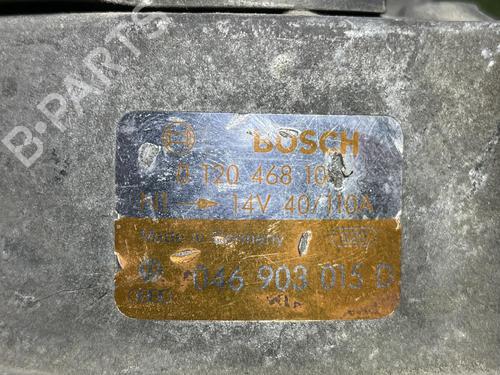 B-PARTS
BOSCH
0 120 468 10
14V 40/110A
Made in Germany
046 903 015 D